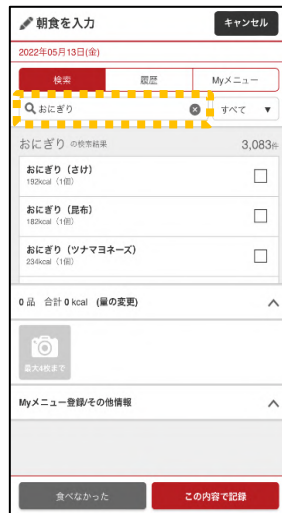 朝食を入力 キャンセル
2022年05月13日(金)
検索 履歴 Myメニュー
おにぎり すべて ▼
おにぎり の検索結果 3,083件
おにぎり（さけ）
192kcal（1個）
おにぎり（昆布）
182kcal（1個）
おにぎり（ツナマヨネーズ）
234kcal（1個）
0 品 合計 0 kcal (量の変更)
最大4枚まで
Myメニュー登録/その他情報
食べなかった この内容で記録